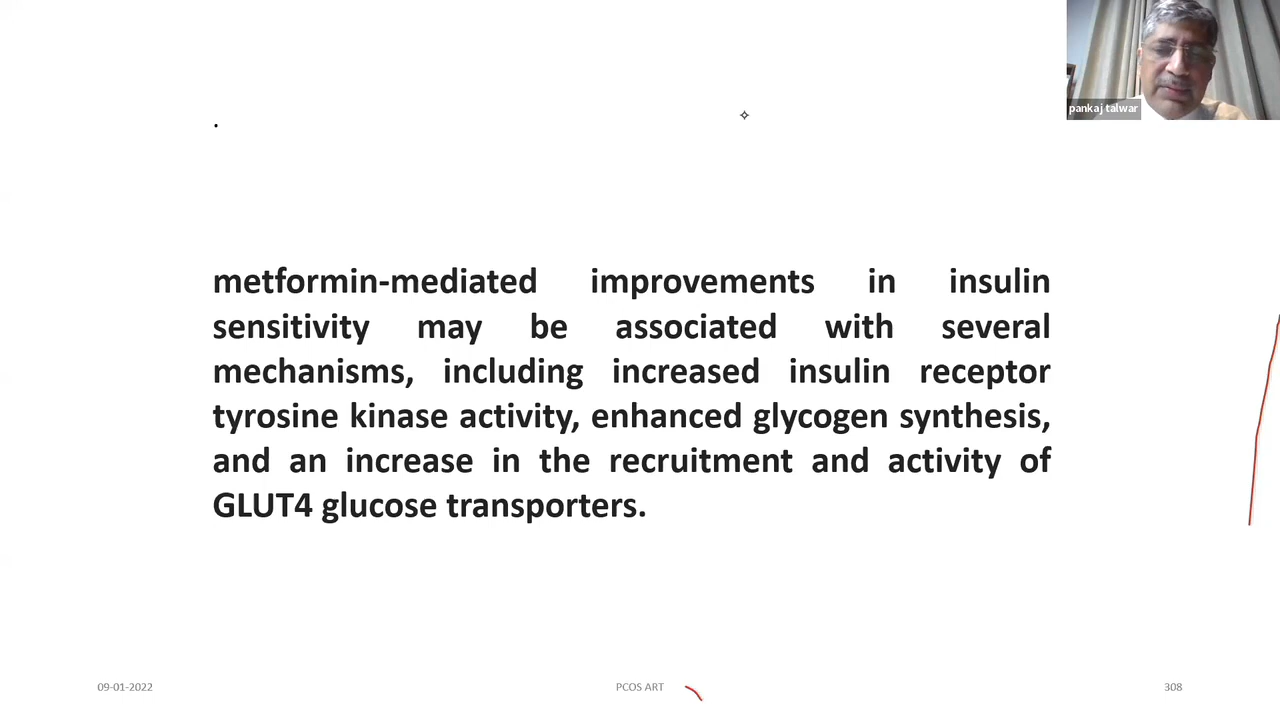 pankaj talwar
.
metformin-mediated improvements in insulin
sensitivity may be associated with several
mechanisms, including increased insulin receptor
tyrosine kinase activity, enhanced glycogen synthesis,
and an increase in the recruitment and activity of
GLUT4 glucose transporters.
09-01-2022 PCOS ART 308